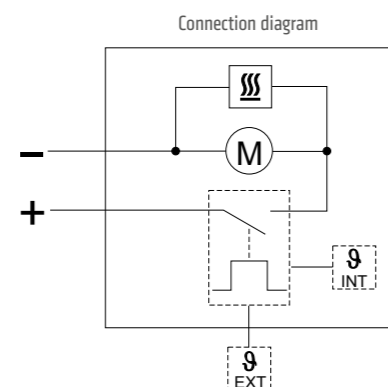 Connection diagram
M
−
+
ϑ
INT
ϑ
EXT